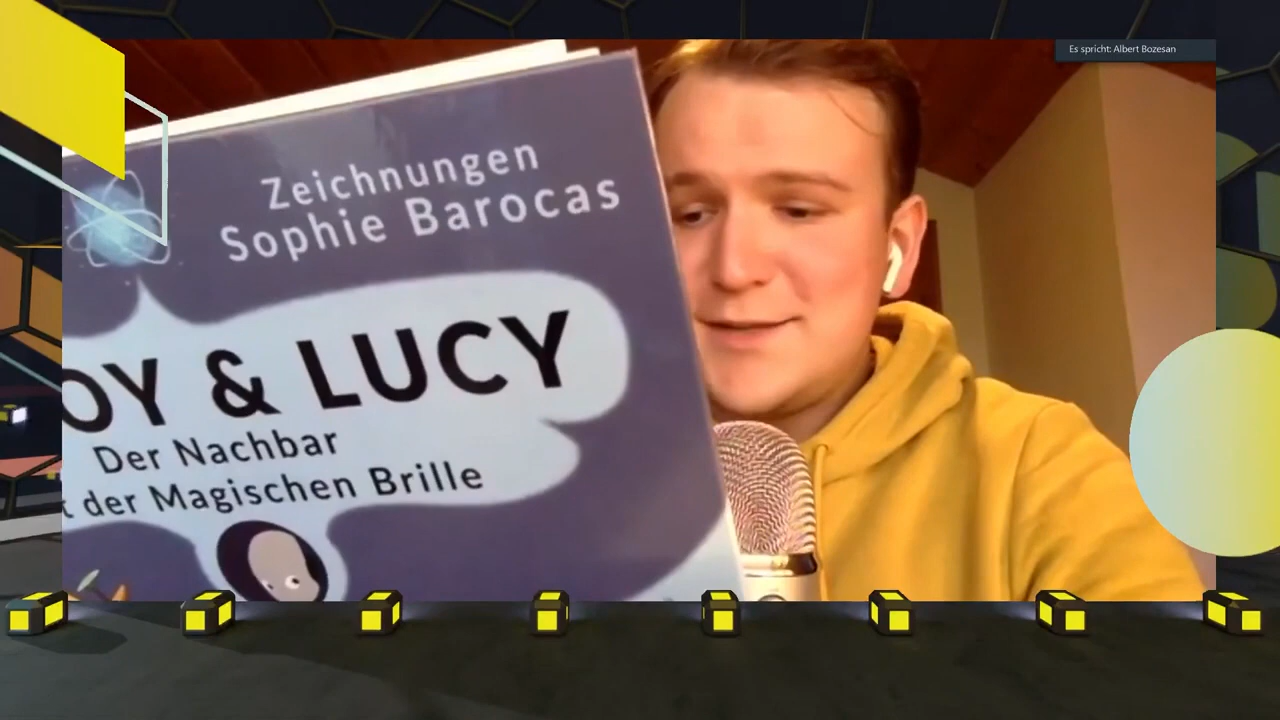 Es spricht: Albert Bozesan
Zeichnungen
Sophie Barocas
OY & LUCY
Der Nachbar
t der Magischen Brille